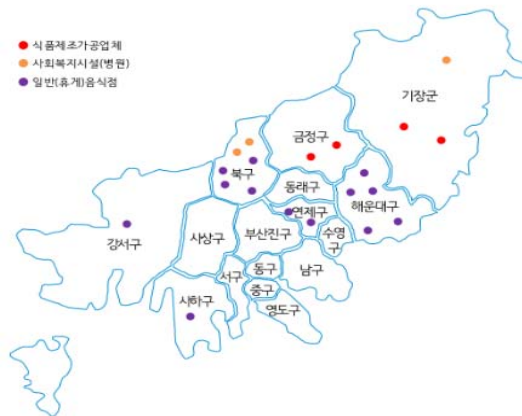 식품제조가공업체
사회복지시설(병원)
일반(휴게)음식점
기장군
금정구
북구
동래구
해운대구
연제구
강서구
사상구
부산진구
수영
구
서구
동구
남구
중구
사하구
영도구